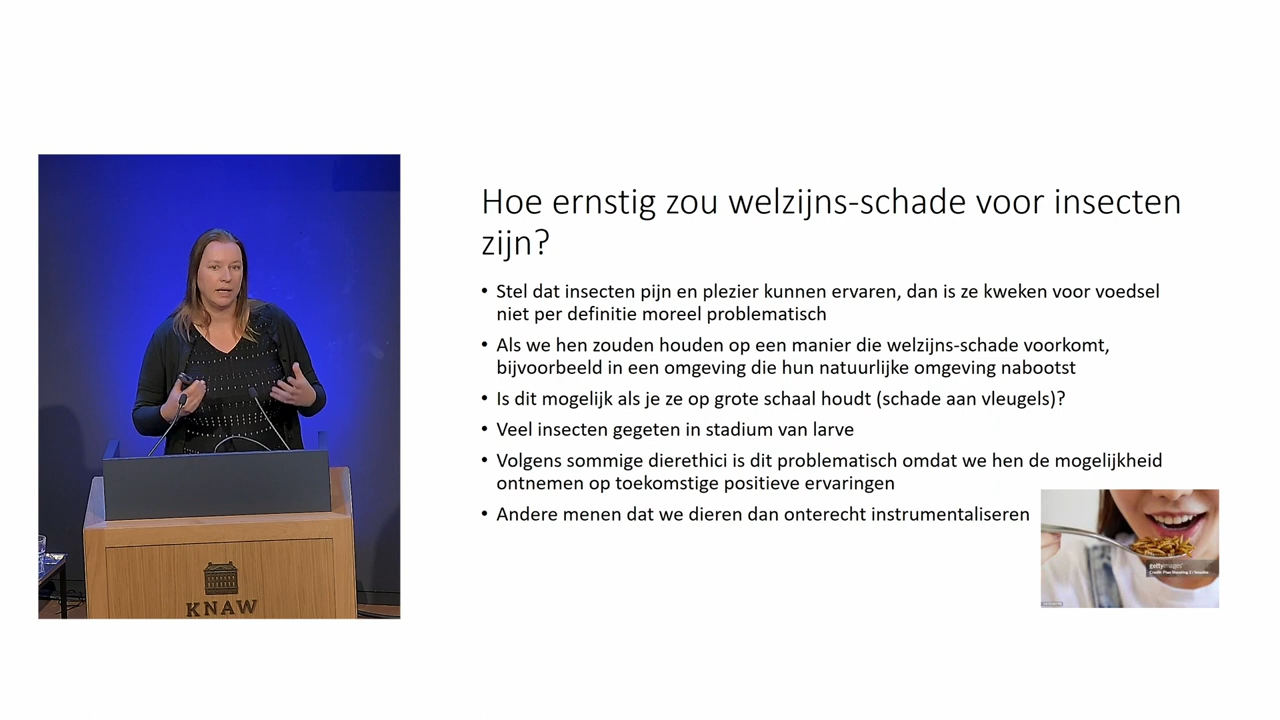 Hoe ernstig zou welzijns-schade voor insecten
zijn?
• Stel dat insecten pijn en plezier kunnen ervaren, dan is ze kweken voor voedsel
niet per definitie moreel problematisch
• Als we hen zouden houden op een manier die welzijns-schade voorkomt,
bijvoorbeeld in een omgeving die hun natuurlijke omgeving nabootst
• Is dit mogelijk als je ze op grote schaal houdt (schade aan vleugels)?
• Veel insecten gegeten in stadium van larve
• Volgens sommige dierethici is dit problematisch omdat we hen de mogelijkheid
ontnemen op toekomstige positieve ervaringen
• Andere menen dat we dieren dan onterecht instrumentaliseren
gettyimages
KNAW